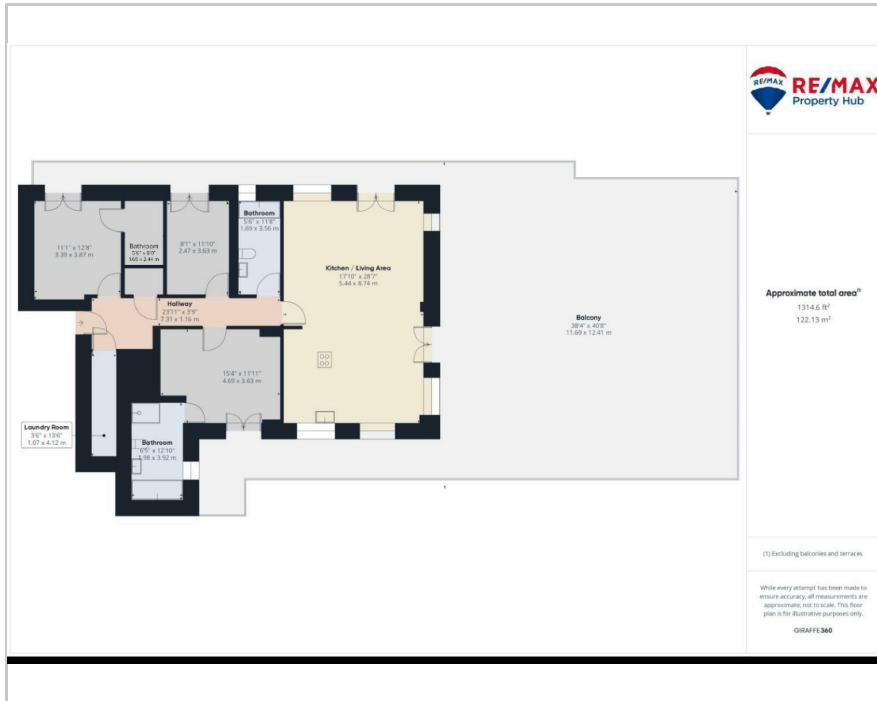 RE/MAX
RE/MAX
Property Hub
11'1" x 12'8"
3.39 x 3.87 m
Bathroom
8'1" x 11'10"
2.47 x 3.63 m
Bathroom
5'6" x 11'8"
1.69 x 3.56 m
Kitchen / Living Area
17'10" x 28'7"
5.44 x 8.74 m
Hallway
23'11" x 3'9"
7.31 x 1.16 m
Balcony
38'4" x 40'8"
11.69 x 12.41 m
15'4" x 11'11"
4.69 x 3.63 m
Laundry Room
3'6" x 13'6"
1.07 x 4.12 m
Bathroom
6'5" x 12'10"
1.98 x 3.92 m
Approximate total area(1)
1314.6 ft²
122.13 m²
(1) Excluding balconies and terraces
While every attempt has been made to
ensure accuracy, all measurements are
approximate, not to scale. This floor
plan is for illustrative purposes only.
GIRAFFE360